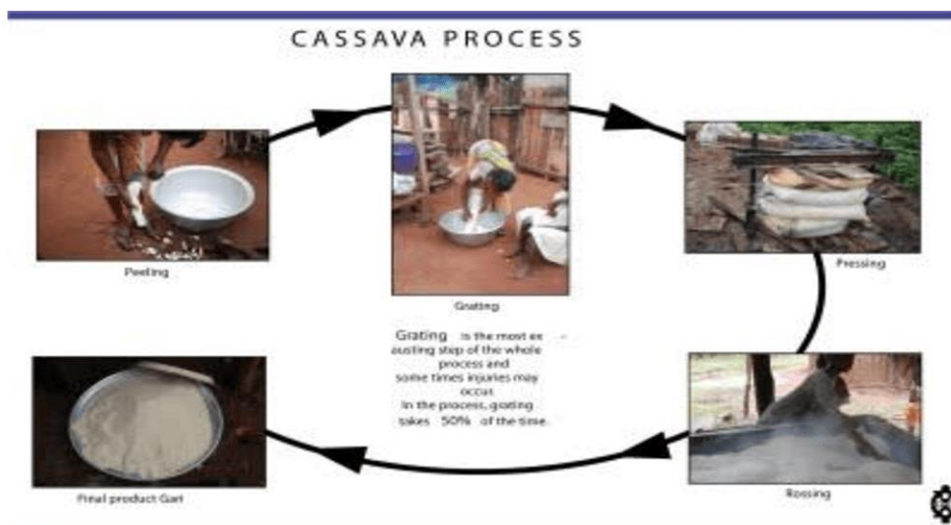 CASSAVA PROCESS
Peeling
Grating
Pressing
Grating is the most ex -
austing step of the whole
process and
some times injuries may
occur.
In the process, grating
takes 50% of the time.
Final product Gari
Rossing